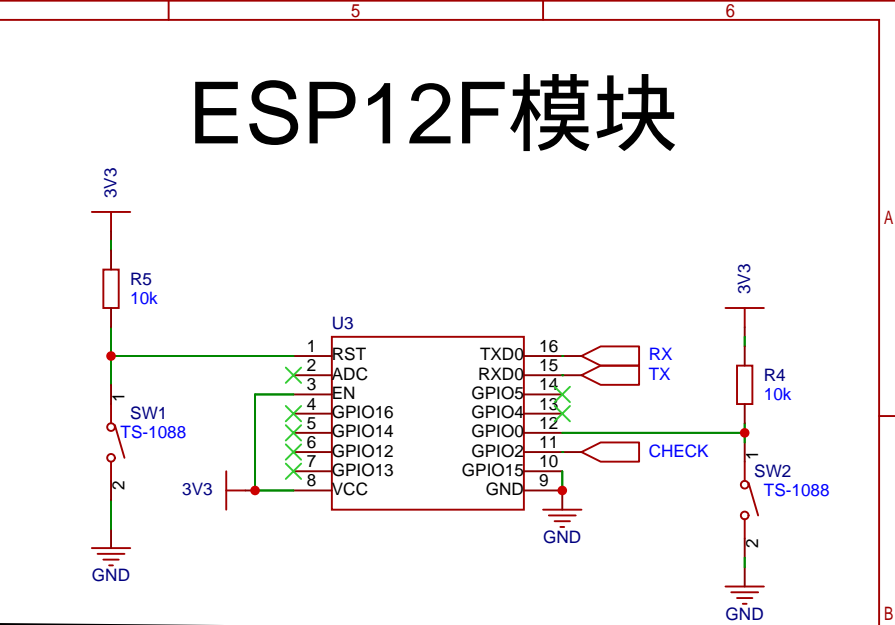 5 6
ESP12F模块
A
3V3
R5
10k
1
SW1
TS-1088
2
GND
U3
1 RST
2 ADC
3 EN
4 GPIO16
5 GPIO14
6 GPIO12
7 GPIO13
8 VCC
3V3
TXD0 16 RX
RXD0 15 TX
GPIO5 14
GPIO4 13
GPIO0 12
GPIO2 11 CHECK
GPIO15 10
GND 9
GND
3V3
R4
10k
1
SW2
TS-1088
2
GND
B